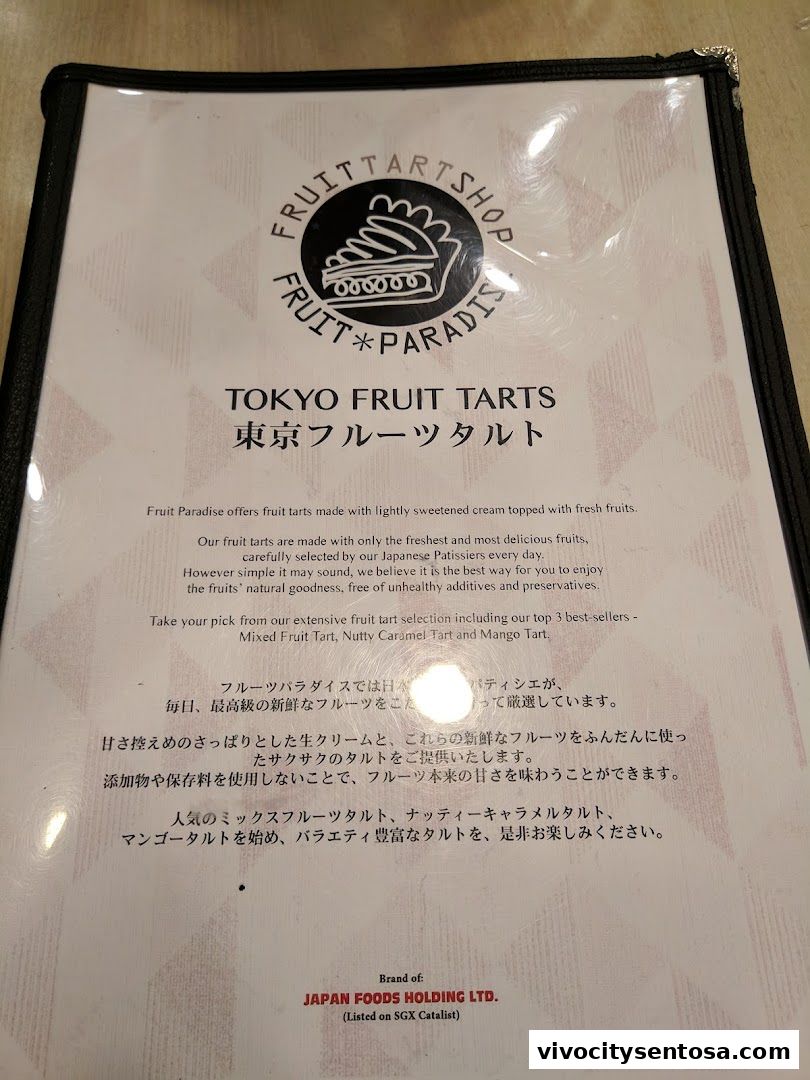 FRUIT TART SHOP
FRUIT*PARADISE
TOKYO FRUIT TARTS
東京フルーツタルト
Fruit Paradise offers fruit tarts made with lightly sweetened cream topped with fresh fruits.
Our fruit tarts are made with only the freshest and most delicious fruits,
carefully selected by our Japanese Patissiers every day.
However simple it may sound, we believe it is the best way for you to enjoy
the fruits' natural goodness, free of unhealthy additives and preservatives.
Take your pick from our extensive fruit tart selection including our top 3 best-sellers -
Mixed Fruit Tart, Nutty Caramel Tart and Mango Tart.
フルーツパラダイスでは日本 パティシエが、
毎日、最高級の新鮮なフルーツをこだ って厳選しています。
甘さ控えめのさっぱりとした生クリームと、これらの新鮮なフルーツをふんだんに使っ
たサクサクのタルトをご提供いたします。
添加物や保存料を使用しないことで、フルーツ本来の甘さを味わうことができます。
人気のミックスフルーツタルト、ナッティーキャラメルタルト、
マンゴータルトを始め、バラエティ豊富なタルトを、是非お楽しみください。
Brand of:
JAPAN FOODS HOLDING LTD.
(Listed on SGX Catalist)
vivocitysentosa.com